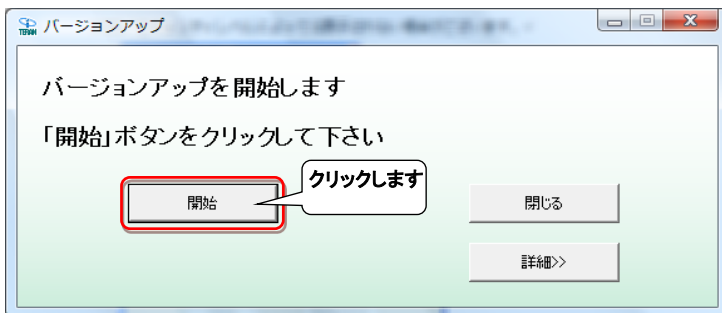 バージョンアップ
バージョンアップを開始します
「開始」ボタンをクリックして下さい
クリックします
開始
閉じる
詳細>>